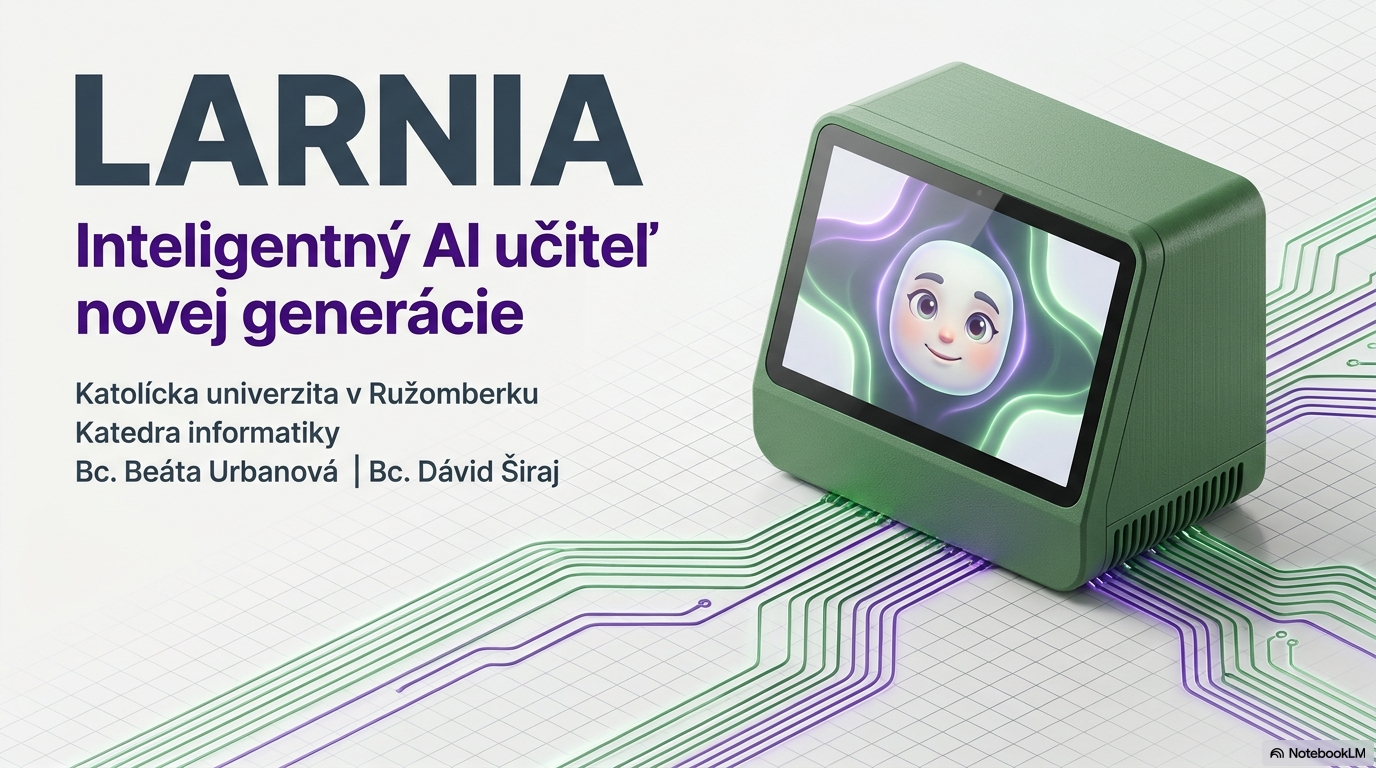 LARNIA
Inteligentný AI učiteľ
novej generácie
Katolícka univerzita v Ružomberku
Katedra informatiky
Bc. Beáta Urbanová | Bc. Dávid Širaj
NotebookLM